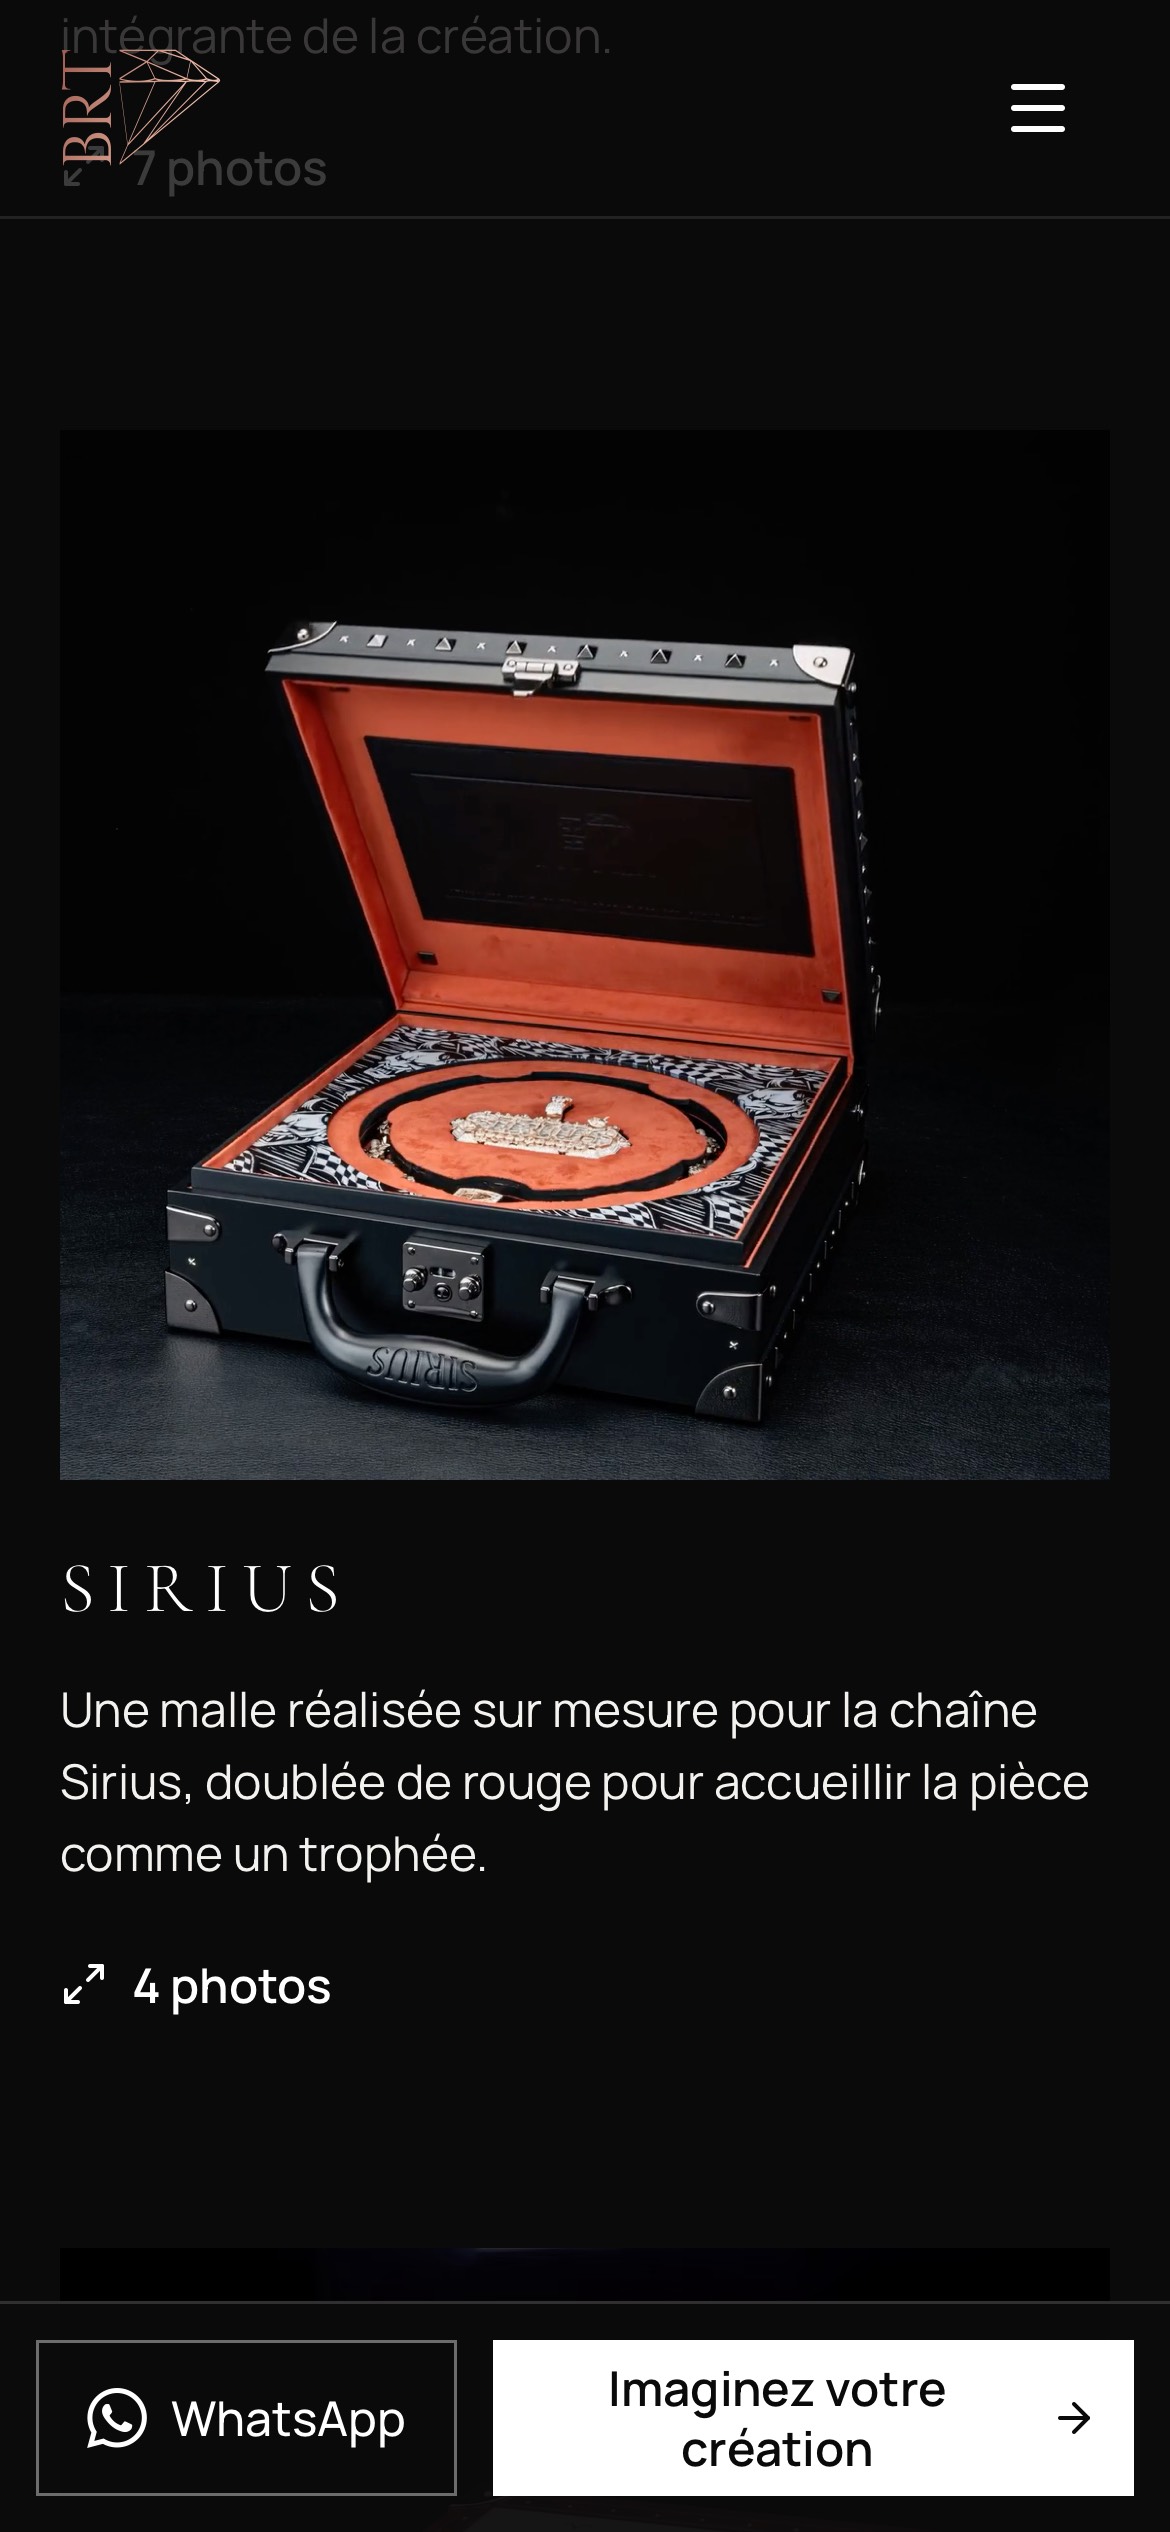 intégrante de la création.
BRT
7 photos
SIRIUS
SIRIUS
Une malle réalisée sur mesure pour la chaîne
Sirius, doublée de rouge pour accueillir la pièce
comme un trophée.
4 photos
WhatsApp
Imaginez votre
création